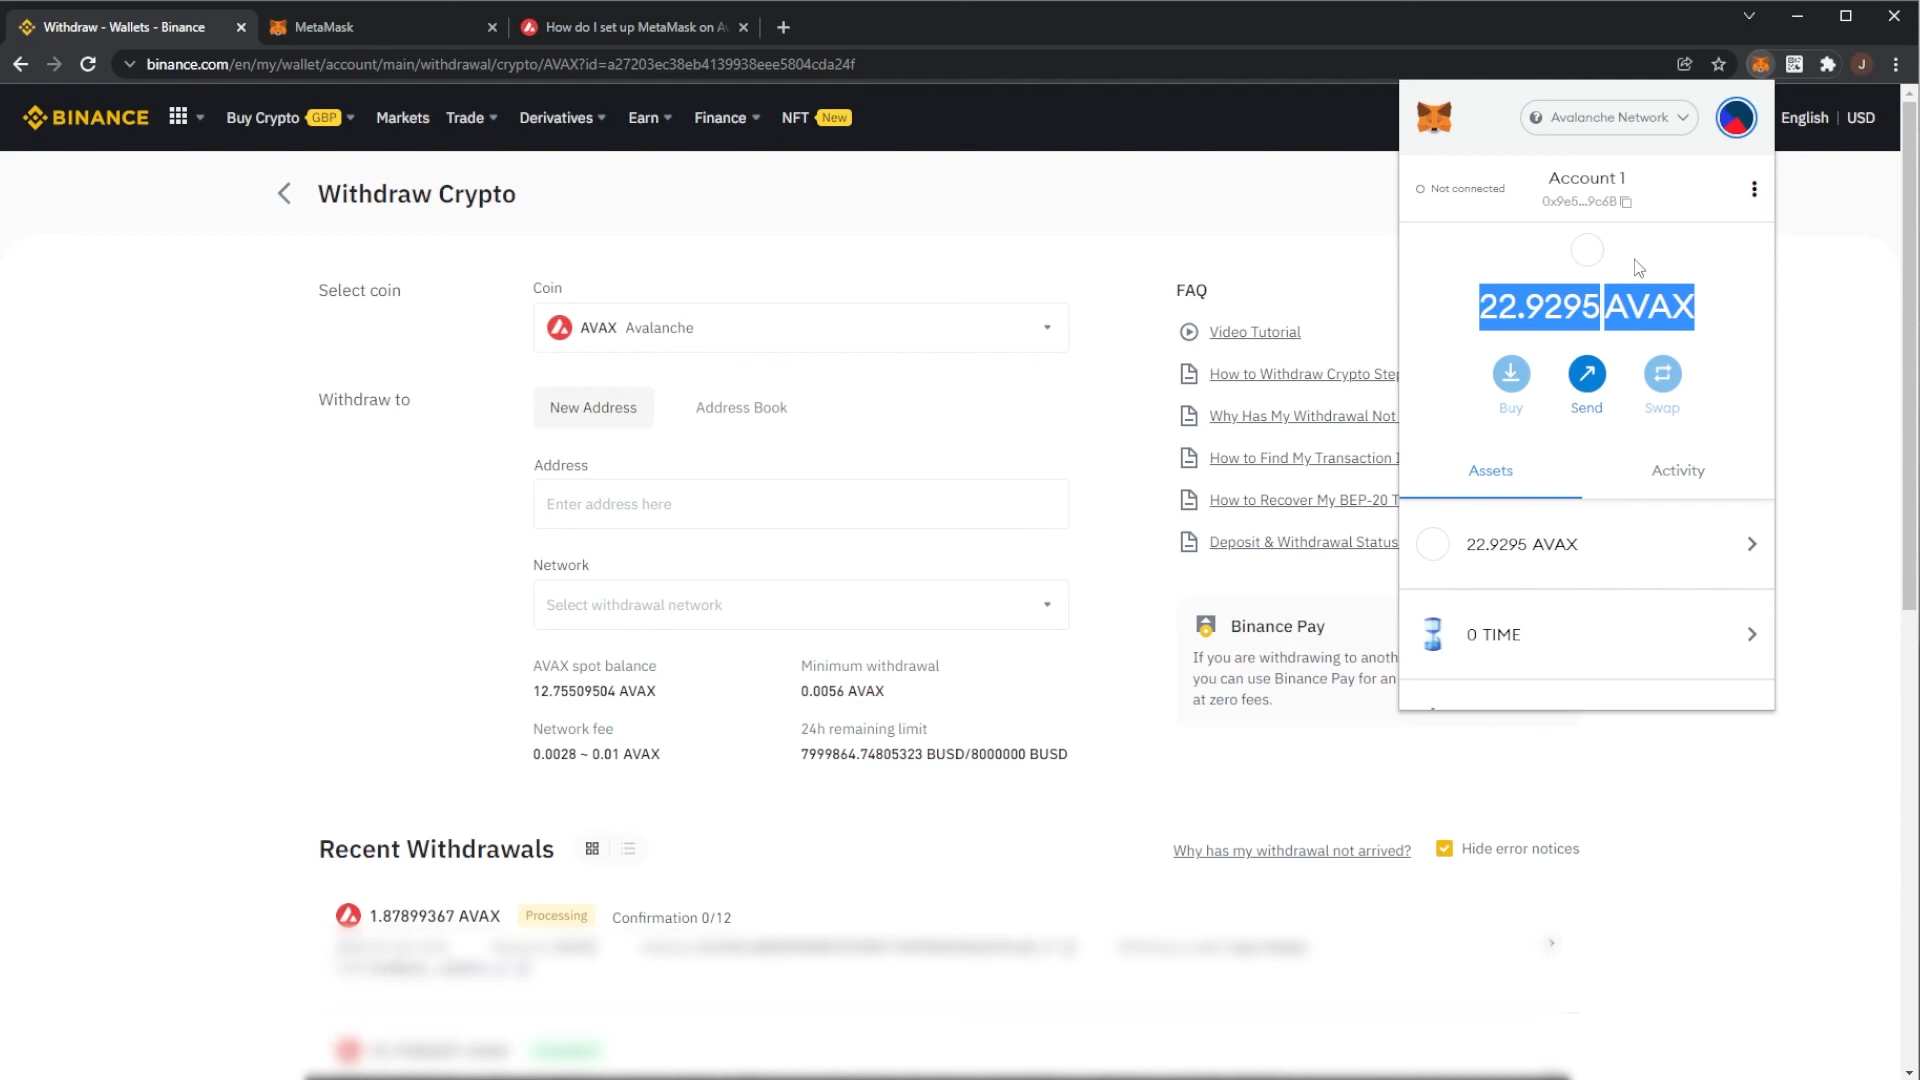 Withdraw - Wallets - Binance
MetaMask
How do I set up MetaMask on A
binance.com/en/my/wallet/account/main/withdrawal/crypto/AVAX?id=a27203ec38eb4139938eee5804cda24f
J
BINANCE
Buy Crypto GBP
Markets
Trade
Derivatives
Earn
Finance
NFT New
English | USD
Avalanche Network
Withdraw Crypto
Not connected
Account 1
0x9e5...9c6B
22.9295 AVAX
Buy
Send
Swap
Assets
Activity
22.9295 AVAX
0 TIME
Select coin
Coin
AVAX Avalanche
Withdraw to
New Address
Address Book
Address
Enter address here
Network
Select withdrawal network
AVAX spot balance
12.75509504 AVAX
Minimum withdrawal
0.0056 AVAX
Network fee
0.0028 ~ 0.01 AVAX
24h remaining limit
7999864.74805323 BUSD/8000000 BUSD
FAQ
Video Tutorial
How to Withdraw Crypto Step
Why Has My Withdrawal Not
How to Find My Transaction I
How to Recover My BEP-20 T
Deposit & Withdrawal Status
Binance Pay
If you are withdrawing to anoth
you can use Binance Pay for an
at zero fees.
Recent Withdrawals
Why has my withdrawal not arrived?
Hide error notices
1.87899367 AVAX
Processing
Confirmation 0/12